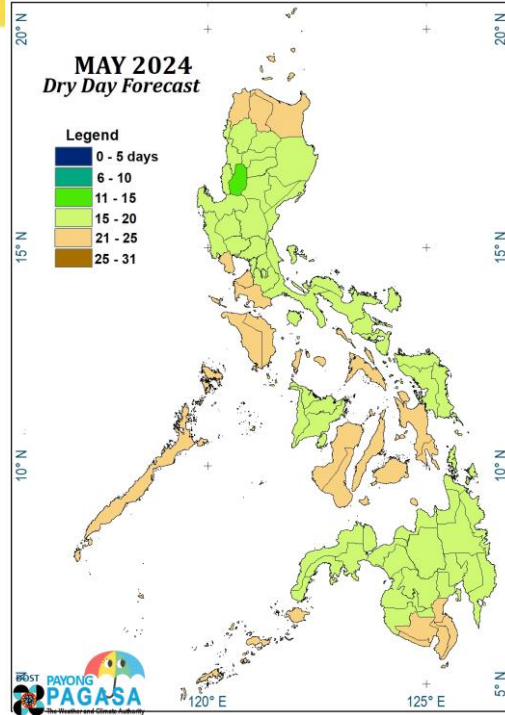 MAY 2024
Dry Day Forecast
Legend
0 - 5 days
6 - 10
11 - 15
15 - 20
21 - 25
25 - 31
20° N
20° N
15° N
15° N
10° N
10° N
5° N
120° E
125° E
DOST
PAYONG
PAGASA
The Weather and Climate Authority